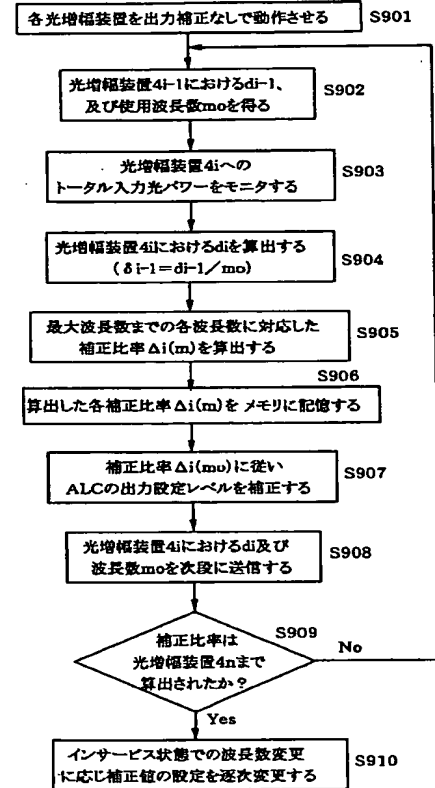 各光増幅装置を出力補正なしで動作させる
S901
光増幅装置4i-1におけるdi-1、
及び使用波長数moを得る
S902
光増幅装置4iへの
トータル入力光パワーをモニタする
S903
光増幅装置4iにおけるdiを算出する
(δi-1=di-1/mo)
S904
最大波長数までの各波長数に対応した
補正比率Δi(m)を算出する
S905
S906
算出した各補正比率Δi(m)をメモリに記憶する
補正比率Δi(mo)に従い
ALCの出力設定レベルを補正する
S907
光増幅装置4iにおけるdi及び
波長数moを次段に送信する
S908
補正比率は
光増幅装置4nまで
算出されたか?
S909
No
Yes
インサービス状態での波長数変更
に応じ補正値の設定を逐次変更する
S910